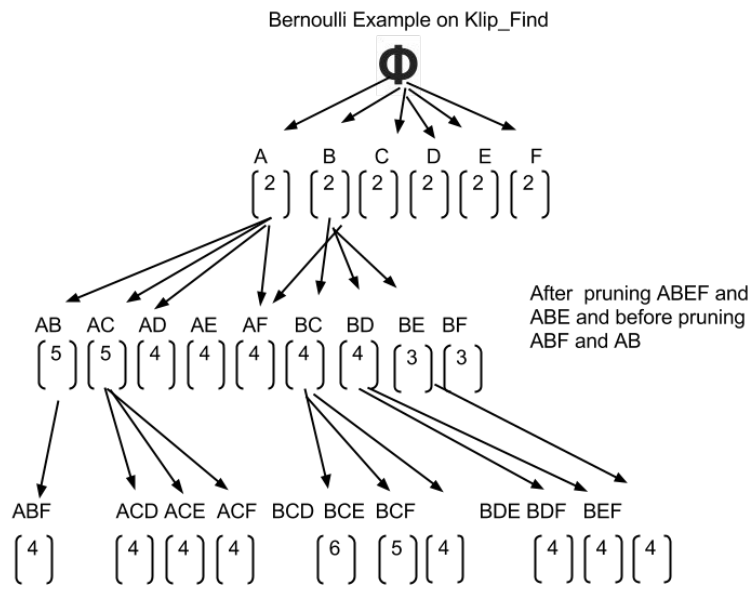 Bernoulli Example on Klip_Find
Φ
A B C D E F
2 2 2 2 2 2
After pruning ABEF and
ABE and before pruning
ABF and AB
AB AC AD AE AF BC BD BE BF
5 5 4 4 4 4 4 3 3
ABF ACD ACE ACF BCD BCE BCF BDE BDF BEF
4 4 4 4 6 5 4 4 4 4